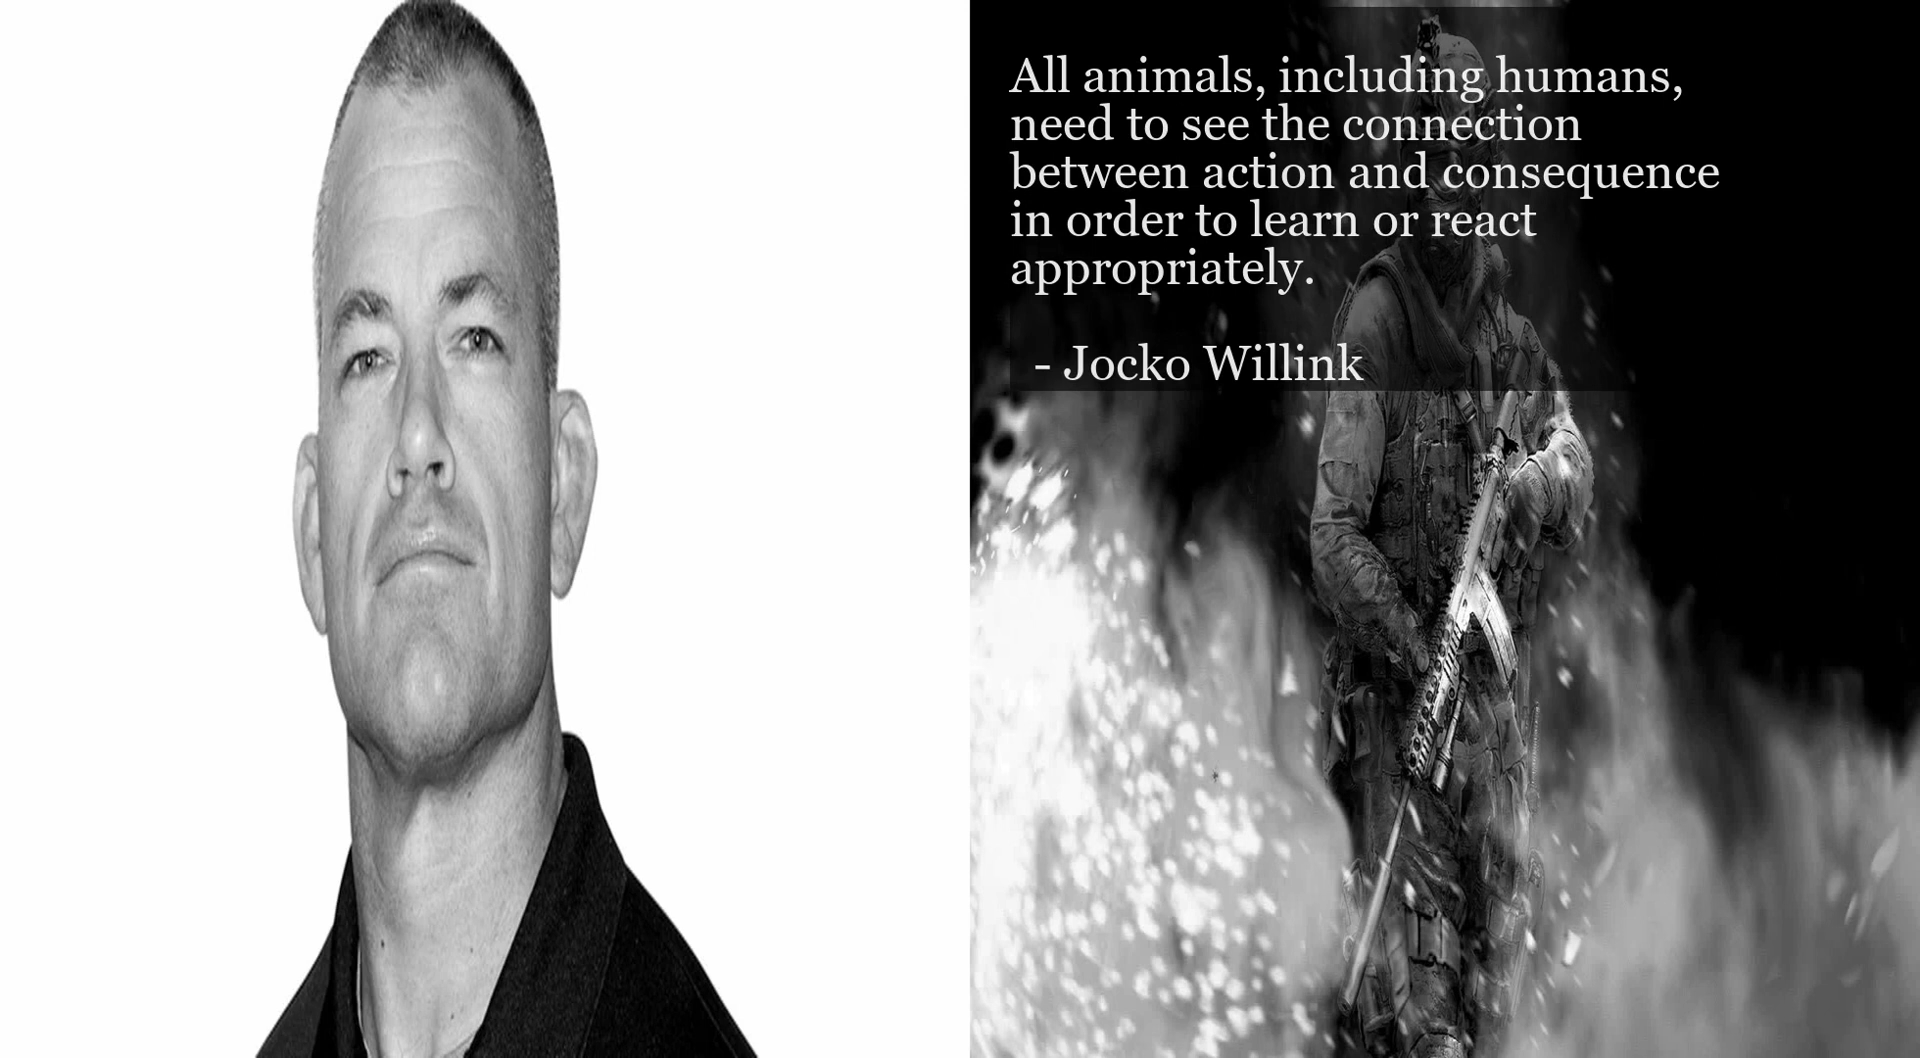 All animals, including humans,
need to see the connection
between action and consequence
in order to learn or react
appropriately.
- Jocko Willink